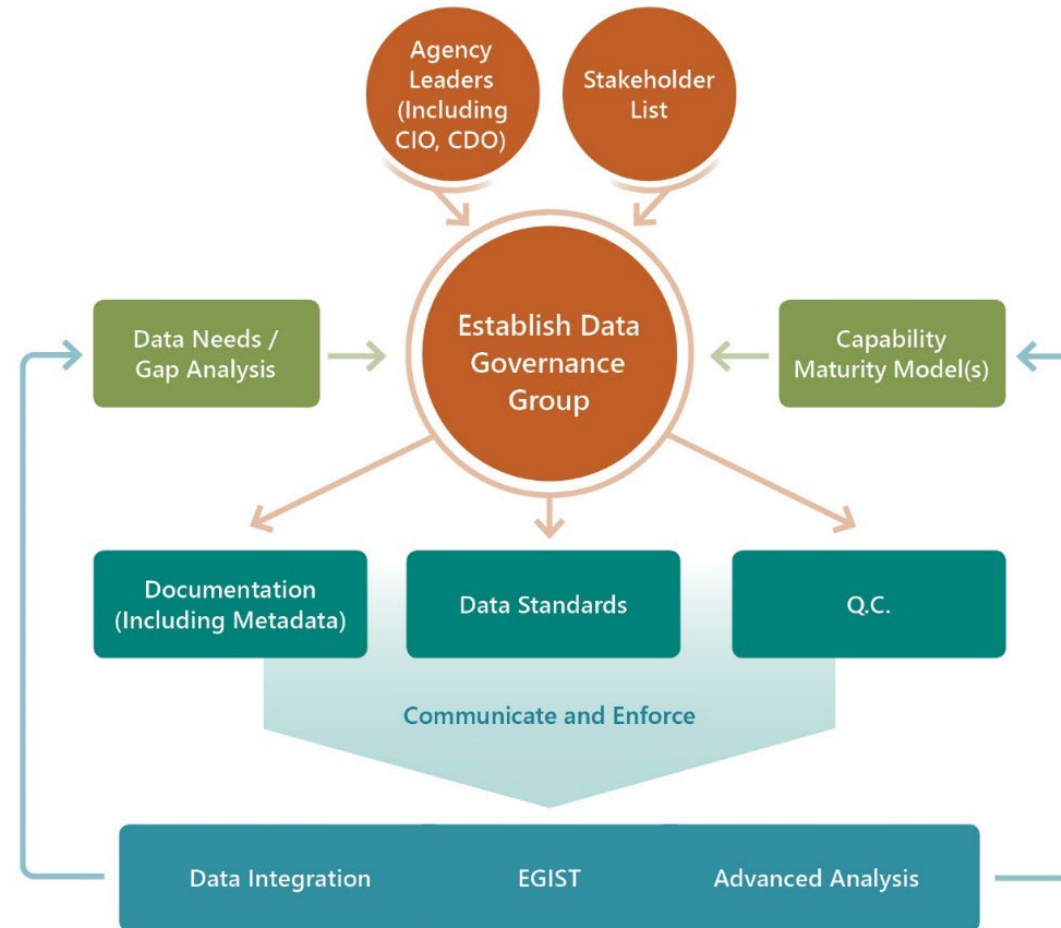 Agency
Leaders
(Including
CIO, CDO)
Stakeholder
List
Establish Data
Governance
Group
Data Needs /
Gap Analysis
Capability
Maturity Model(s)
Documentation
(Including Metadata)
Data Standards
Q.C.
Communicate and Enforce
Data Integration
EGIST
Advanced Analysis